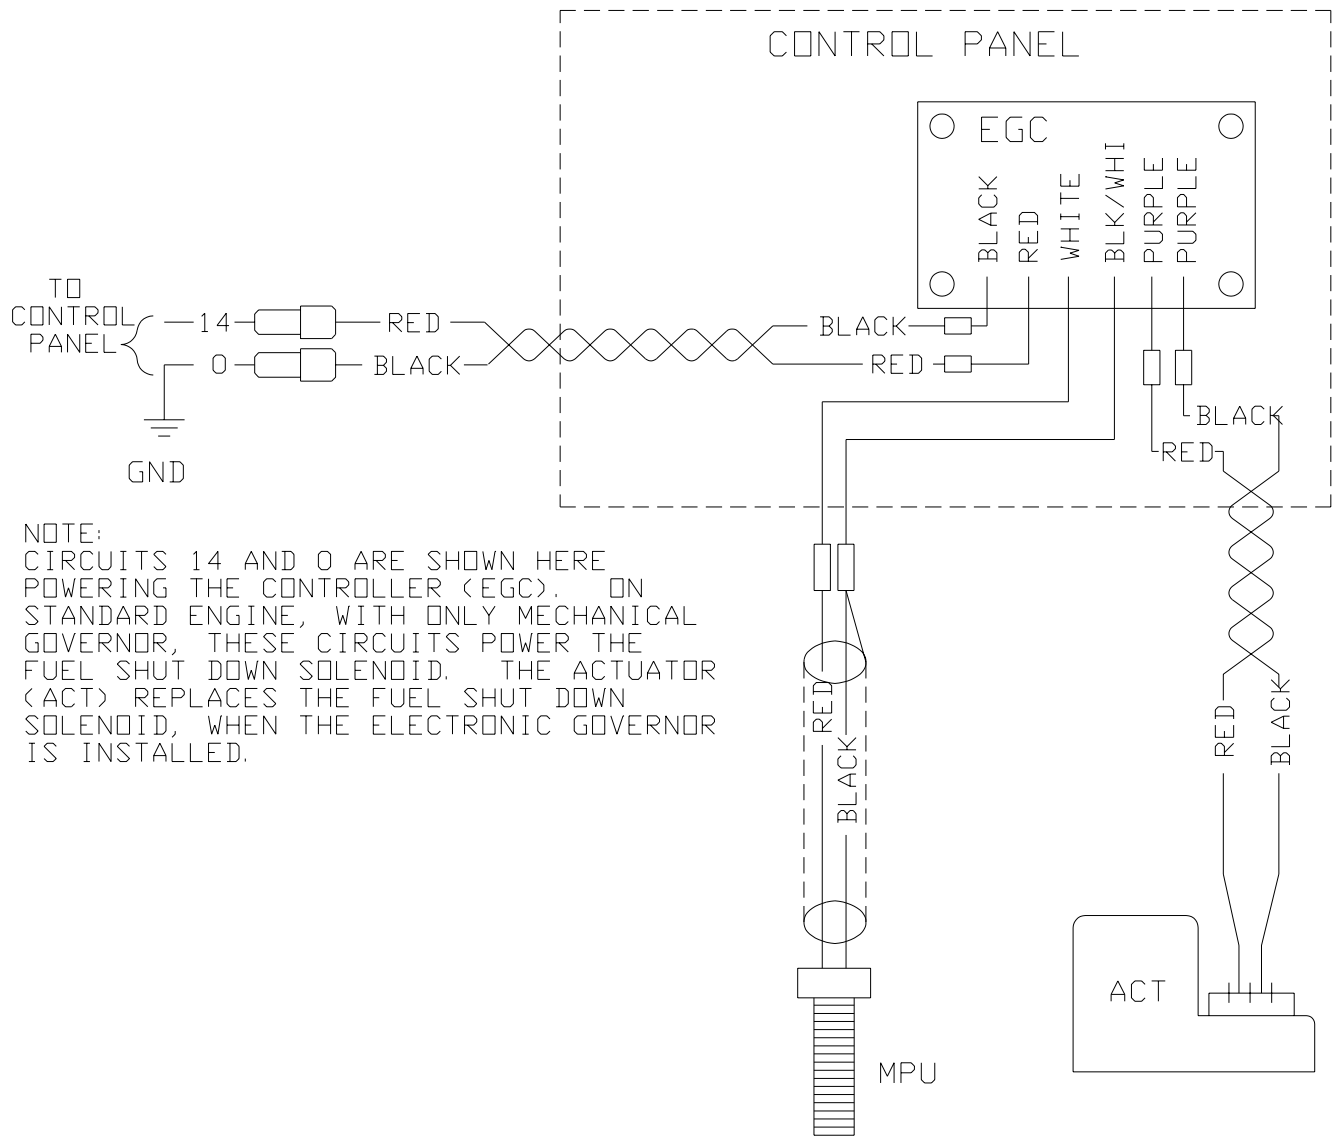 CONTROL PANEL
EGC
BLACK
RED
WHITE
BLK/WHI
PURPLE
PURPLE
TO
CONTROL
PANEL
14
RED
BLACK
0
BLACK
RED
BLACK
RED
GND
NOTE:
CIRCUITS 14 AND 0 ARE SHOWN HERE
POWERING THE CONTROLLER (EGC). ON
STANDARD ENGINE, WITH ONLY MECHANICAL
GOVERNOR, THESE CIRCUITS POWER THE
FUEL SHUT DOWN SOLENOID. THE ACTUATOR
(ACT) REPLACES THE FUEL SHUT DOWN
SOLENOID, WHEN THE ELECTRONIC GOVERNOR
IS INSTALLED.
RED
BLACK
RED
BLACK
ACT
MPU